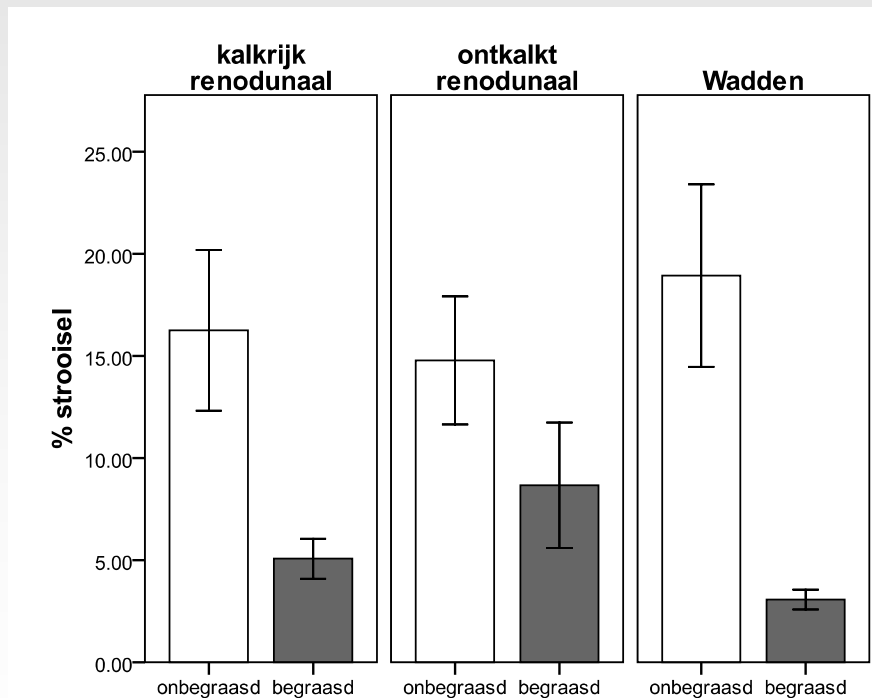 kalkrijk
renodunaal
ontkalkt
renodunaal
Wadden
% strooisel
25.00
20.00
15.00
10.00
5.00
0.00
onbegraasd begraasd
onbegraasd begraasd
onbegraasd begraasd